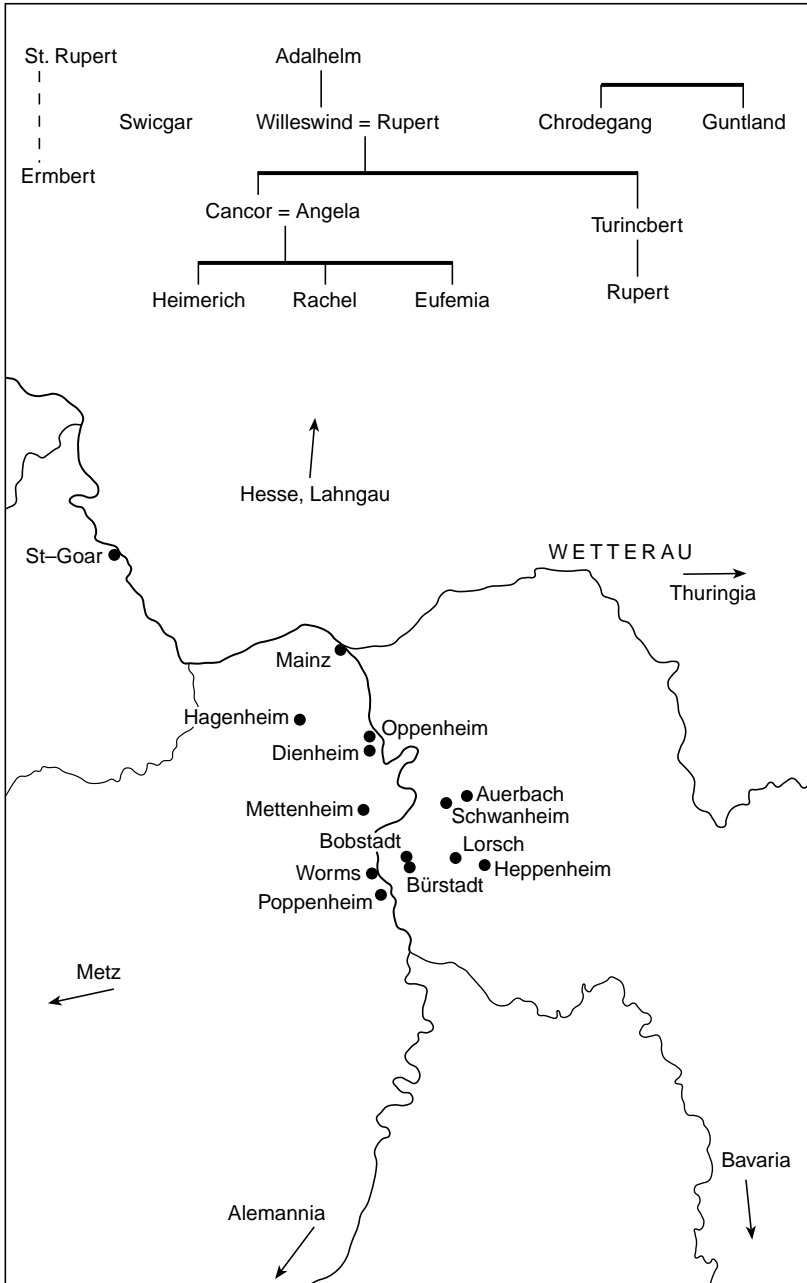 St. Rupert
Adalhelm
Swicgar
Willeswind = Rupert
Chrodegang
Guntland
Ermbert
Cancor = Angela
Turincbert
Heimerich
Rachel
Eufemia
Rupert
Hesse, Lahngau
St–Goar
WETTERAU
Thuringia
Mainz
Hagenheim
Oppenheim
Dienheim
Mettenheim
Auerbach
Schwanheim
Bobstadt
Lorsch
Worms
Heppenheim
Bürstadt
Poppenheim
Metz
Bavaria
Alemannia